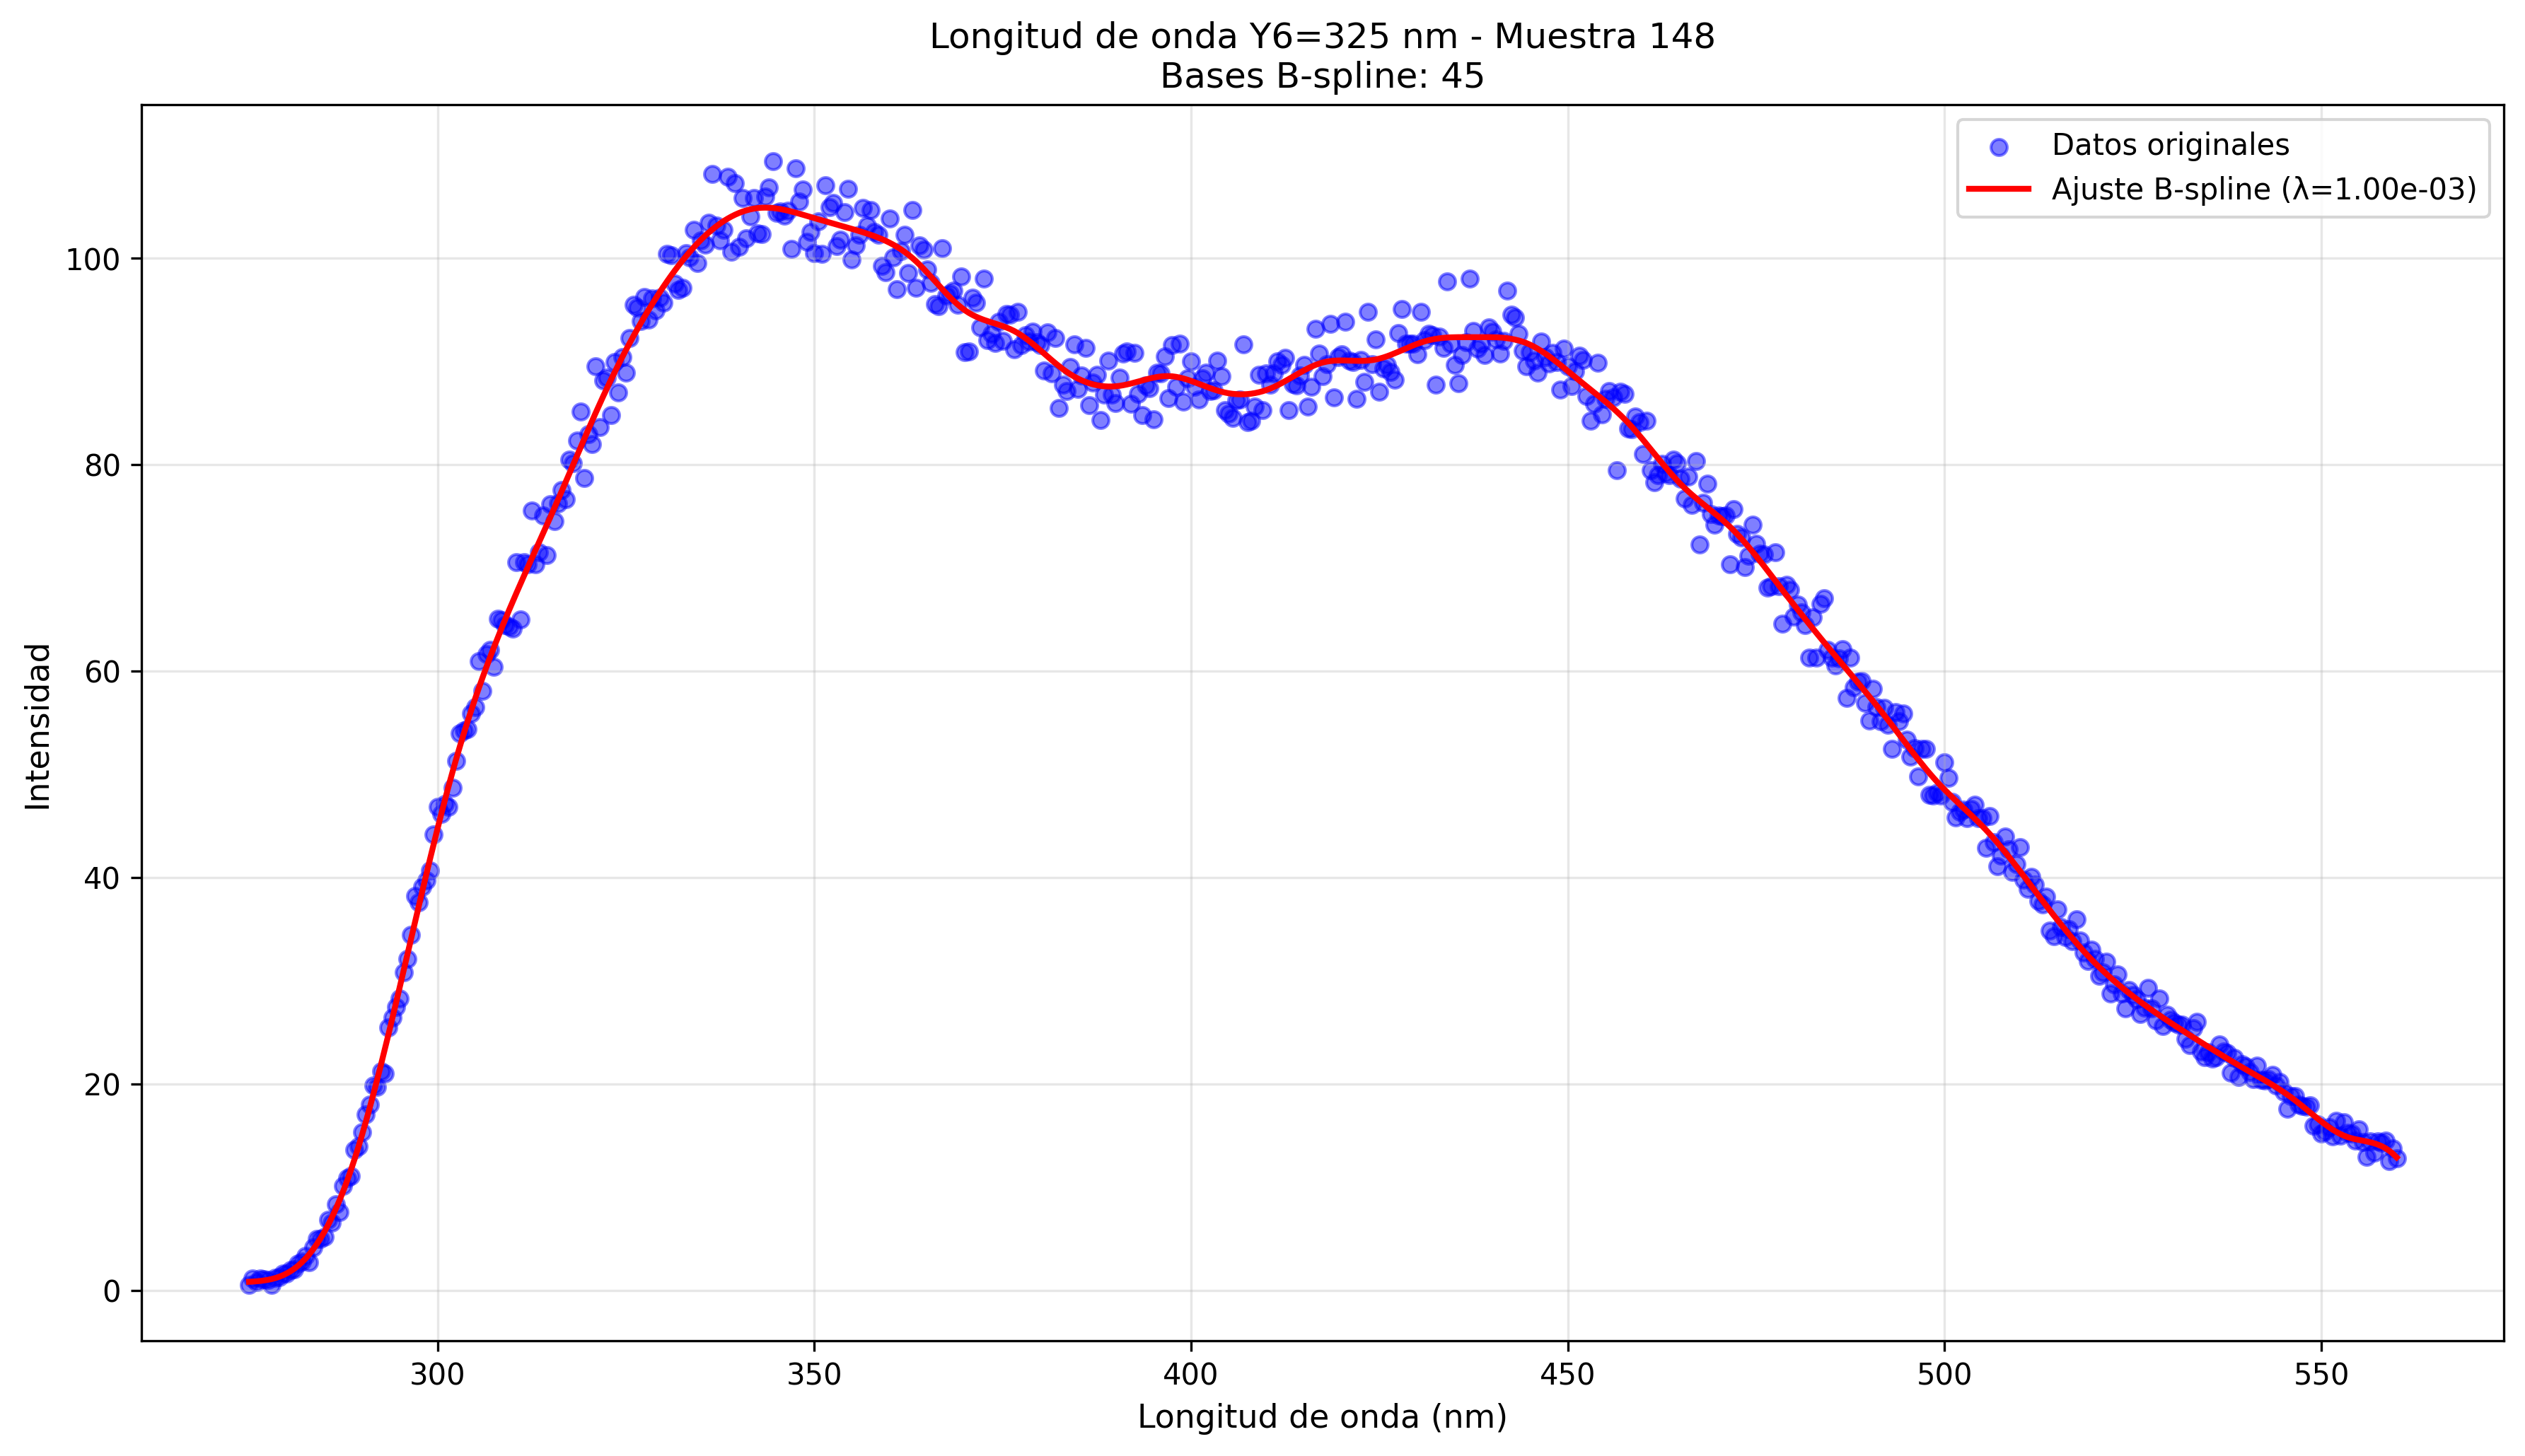 Longitud de onda Y6=325 nm - Muestra 148
Bases B-spline: 45
Datos originales
Ajuste B-spline (λ=1.00e-03)
Intensidad
100
80
60
40
20
0
300 350 400 450 500 550
Longitud de onda (nm)